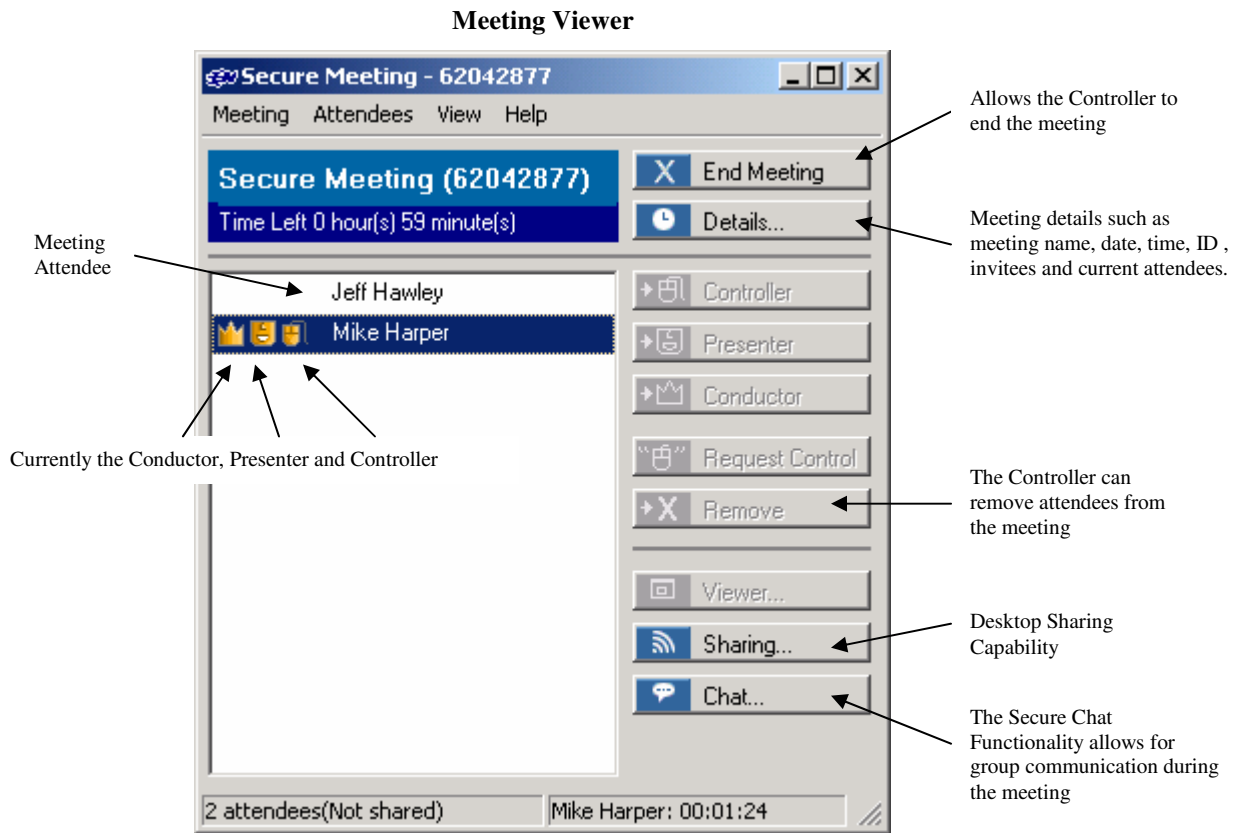 Meeting Viewer
Secure Meeting - 62042877
Meeting Attendees View Help
Secure Meeting (62042877)
Time Left 0 hour(s) 59 minute(s)
End Meeting
Details...
Jeff Hawley
Mike Harper
Controller
Presenter
Conductor
Request Control
Remove
Viewer...
Sharing...
Chat...
2 attendees(Not shared)
Mike Harper: 00:01:24
Meeting
Attendee
Currently the Conductor, Presenter and Controller
Allows the Controller to
end the meeting
Meeting details such as
meeting name, date, time, ID ,
invitees and current attendees.
The Controller can
remove attendees from
the meeting
Desktop Sharing
Capability
The Secure Chat
Functionality allows for
group communication during
the meeting